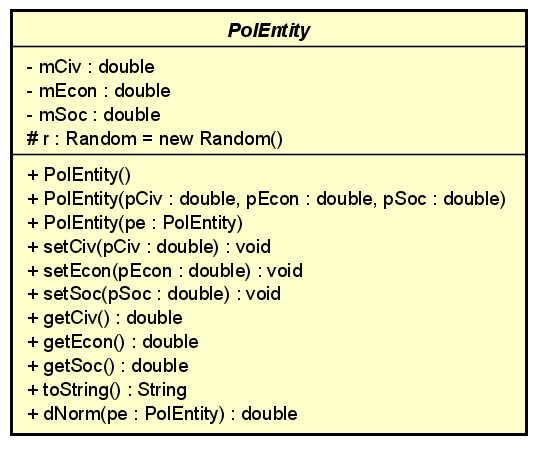 PolEntity
- mCiv : double
- mEcon : double
- mSoc : double
# r : Random = new Random()
+ PolEntity()
+ PolEntity(pCiv : double, pEcon : double, pSoc : double)
+ PolEntity(pe : PolEntity)
+ setCiv(pCiv : double) : void
+ setEcon(pEcon : double) : void
+ setSoc(pSoc : double) : void
+ getCiv() : double
+ getEcon() : double
+ getSoc() : double
+ toString() : String
+ dNorm(pe : PolEntity) : double